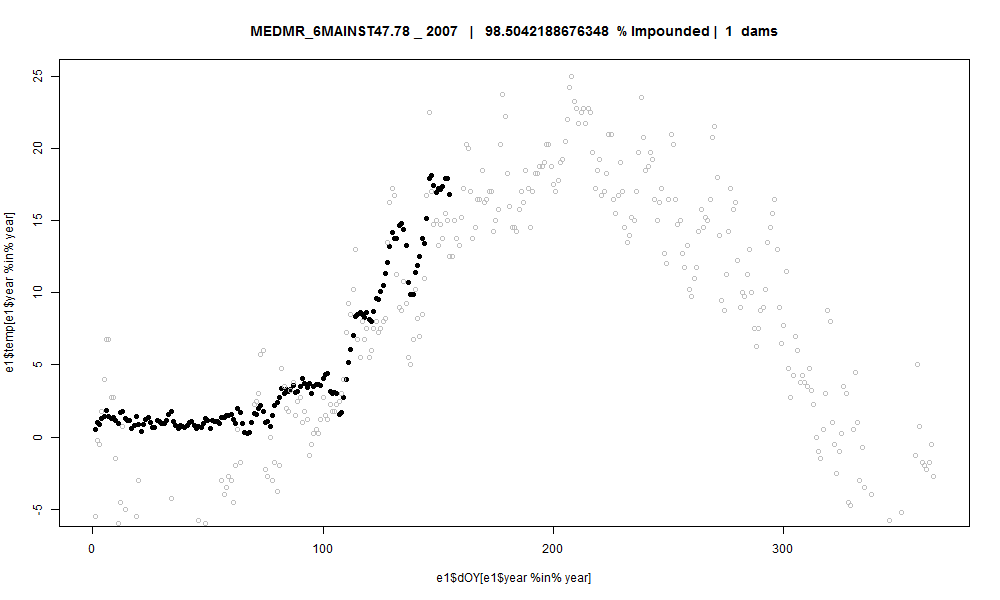 MEDMR_6MAINST47.78 _ 2007 | 98.5042188676348 % Impounded | 1 dams
25
20
15
10
5
0
-5
e1$temp[e1$year %in% year]
0 100 200 300
e1$dOY[e1$year %in% year]